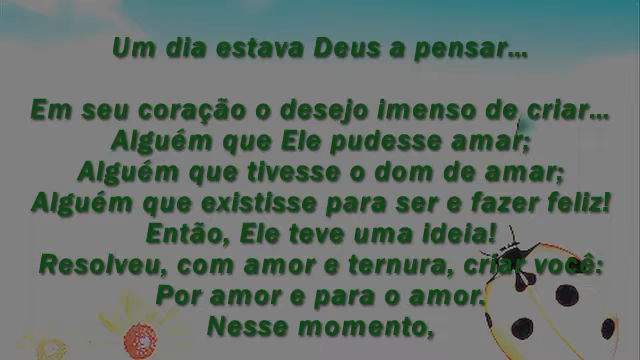 Um dia estava Deus a pensar...
Em seu coração o desejo imenso de criar...
Alguém que Ele pudesse amar;
Alguém que tivesse o dom de amar;
Alguém que existisse para ser e fazer feliz!
Então, Ele teve uma ideia!
Resolveu, com amor e ternura, criar você:
Por amor e para o amor.
Nesse momento,